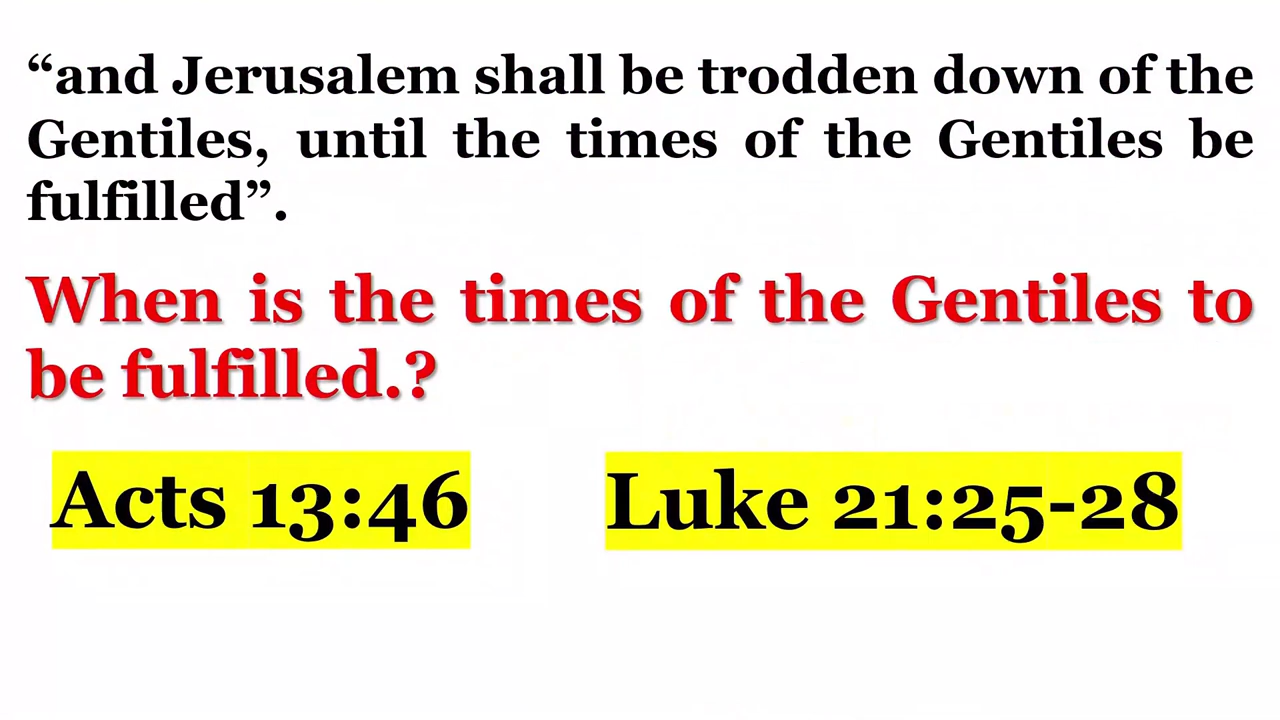 “and Jerusalem shall be trodden down of the
Gentiles, until the times of the Gentiles be
fulfilled”.
When is the times of the Gentiles to
be fulfilled.?
Acts 13:46 Luke 21:25-28